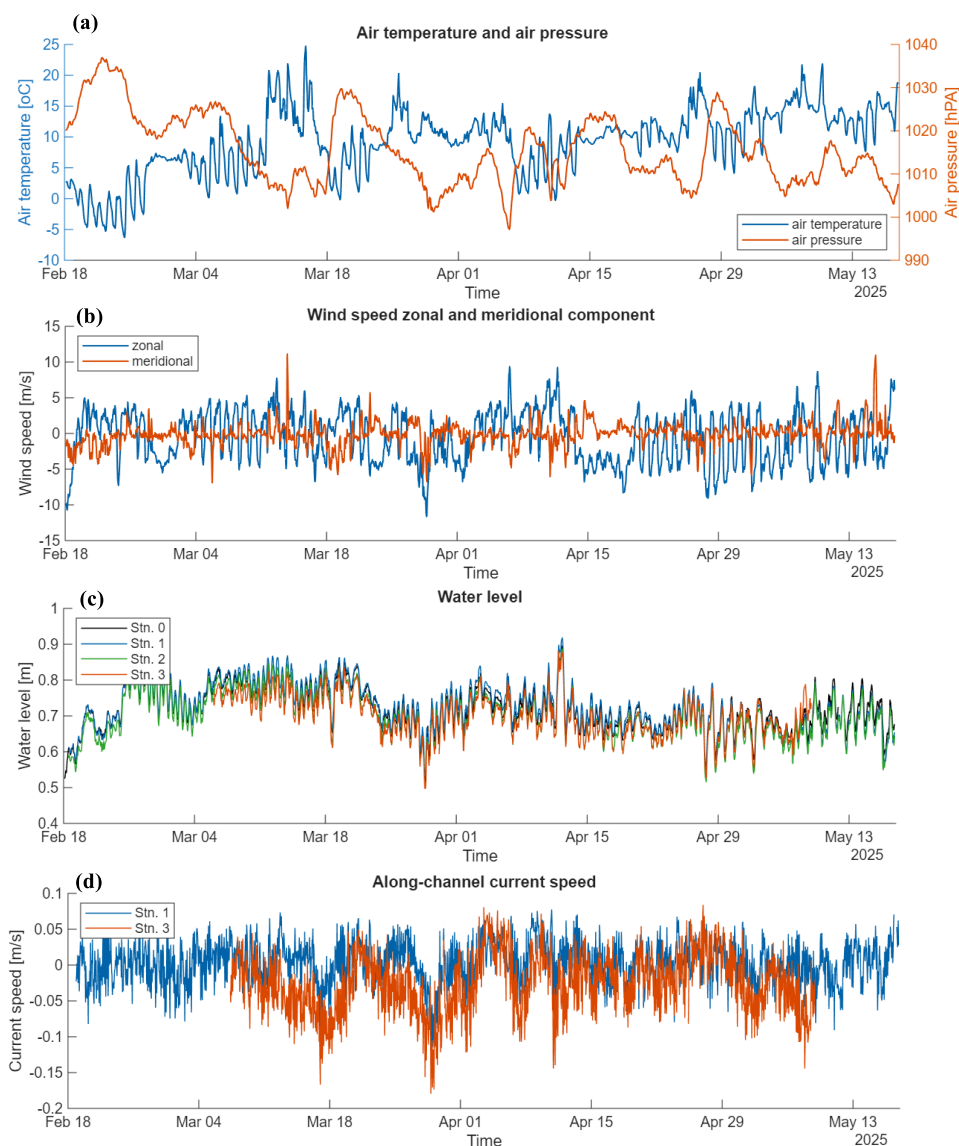 (a)
Air temperature and air pressure
25
20
15
10
5
0
-5
-10
Air temperature [oC]
1040
1030
1020
1010
1000
990
Air pressure [hPA]
air temperature
air pressure
Feb 18 Mar 04 Mar 18 Apr 01 Apr 15 Apr 29 May 13
Time
2025
(b)
Wind speed zonal and meridional component
15
10
5
0
-5
-10
-15
Wind speed [m/s]
zonal
meridional
Feb 18 Mar 04 Mar 18 Apr 01 Apr 15 Apr 29 May 13
Time
2025
(c)
Water level
1
0.9
0.8
0.7
0.6
0.5
0.4
Water level [m]
Stn. 0
Stn. 1
Stn. 2
Stn. 3
Feb 18 Mar 04 Mar 18 Apr 01 Apr 15 Apr 29 May 13
Time
2025
(d)
Along-channel current speed
0.1
0.05
0
-0.05
-0.1
-0.15
-0.2
Current speed [m/s]
Stn. 1
Stn. 3
Feb 18 Mar 04 Mar 18 Apr 01 Apr 15 Apr 29 May 13
Time
2025